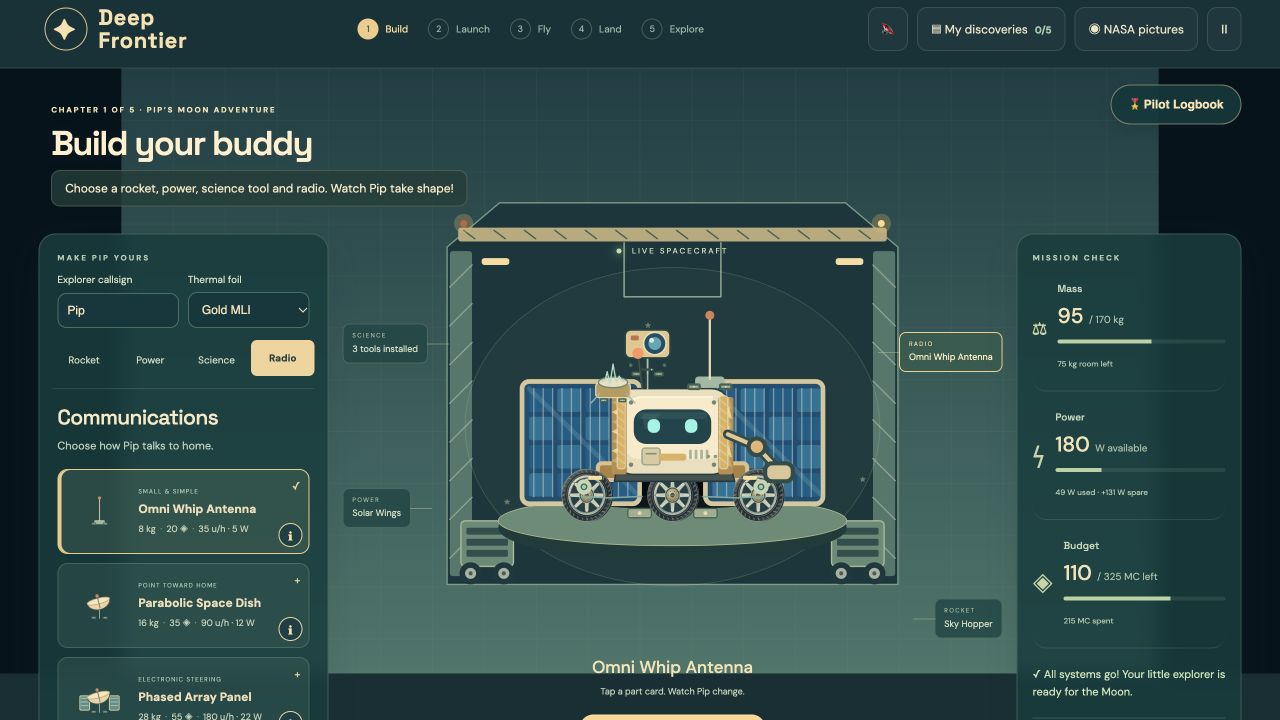 Deep
Frontier
1 Build
2 Launch
3 Fly
4 Land
5 Explore
My discoveries 0/5
NASA pictures
CHAPTER 1 OF 5 · PIP'S MOON ADVENTURE
Build your buddy
Choose a rocket, power, science tool and radio. Watch Pip take shape!
Pilot Logbook
MAKE PIP YOURS
Explorer callsign
Thermal foil
Pip
Gold MLI
Rocket
Power
Science
Radio
Communications
Choose how Pip talks to home.
SMALL & SIMPLE
Omni Whip Antenna
8 kg · 20 ◈ · 35 u/h · 5 W
POINT TOWARD HOME
Parabolic Space Dish
16 kg · 35 ◈ · 90 u/h · 12 W
ELECTRONIC STEERING
Phased Array Panel
28 kg · 55 ◈ · 180 u/h · 22 W
LIVE SPACECRAFT
SCIENCE
3 tools installed
RADIO
Omni Whip Antenna
POWER
Solar Wings
ROCKET
Sky Hopper
Omni Whip Antenna
Tap a part card. Watch Pip change.
MISSION CHECK
Mass
95 / 170 kg
75 kg room left
Power
180 W available
49 W used · +131 W spare
Budget
110 / 325 MC left
215 MC spent
✓ All systems go! Your little explorer is
ready for the Moon.